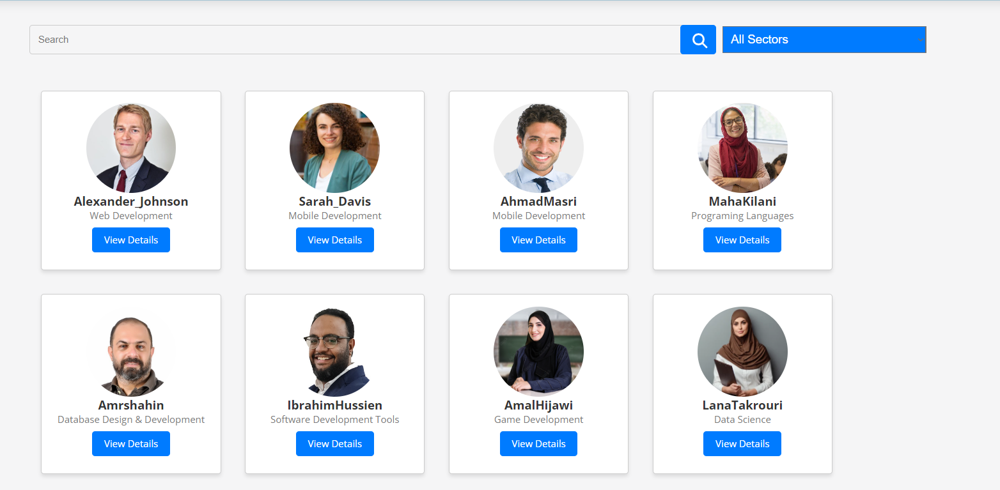 Search
All Sectors
Alexander_Johnson
Web Development
View Details
Sarah_Davis
Mobile Development
View Details
AhmadMasri
Mobile Development
View Details
MahaKilani
Programing Languages
View Details
Amrshahin
Database Design & Development
View Details
IbrahimHussien
Software Development Tools
View Details
AmalHijawi
Game Development
View Details
LanaTakrouri
Data Science
View Details